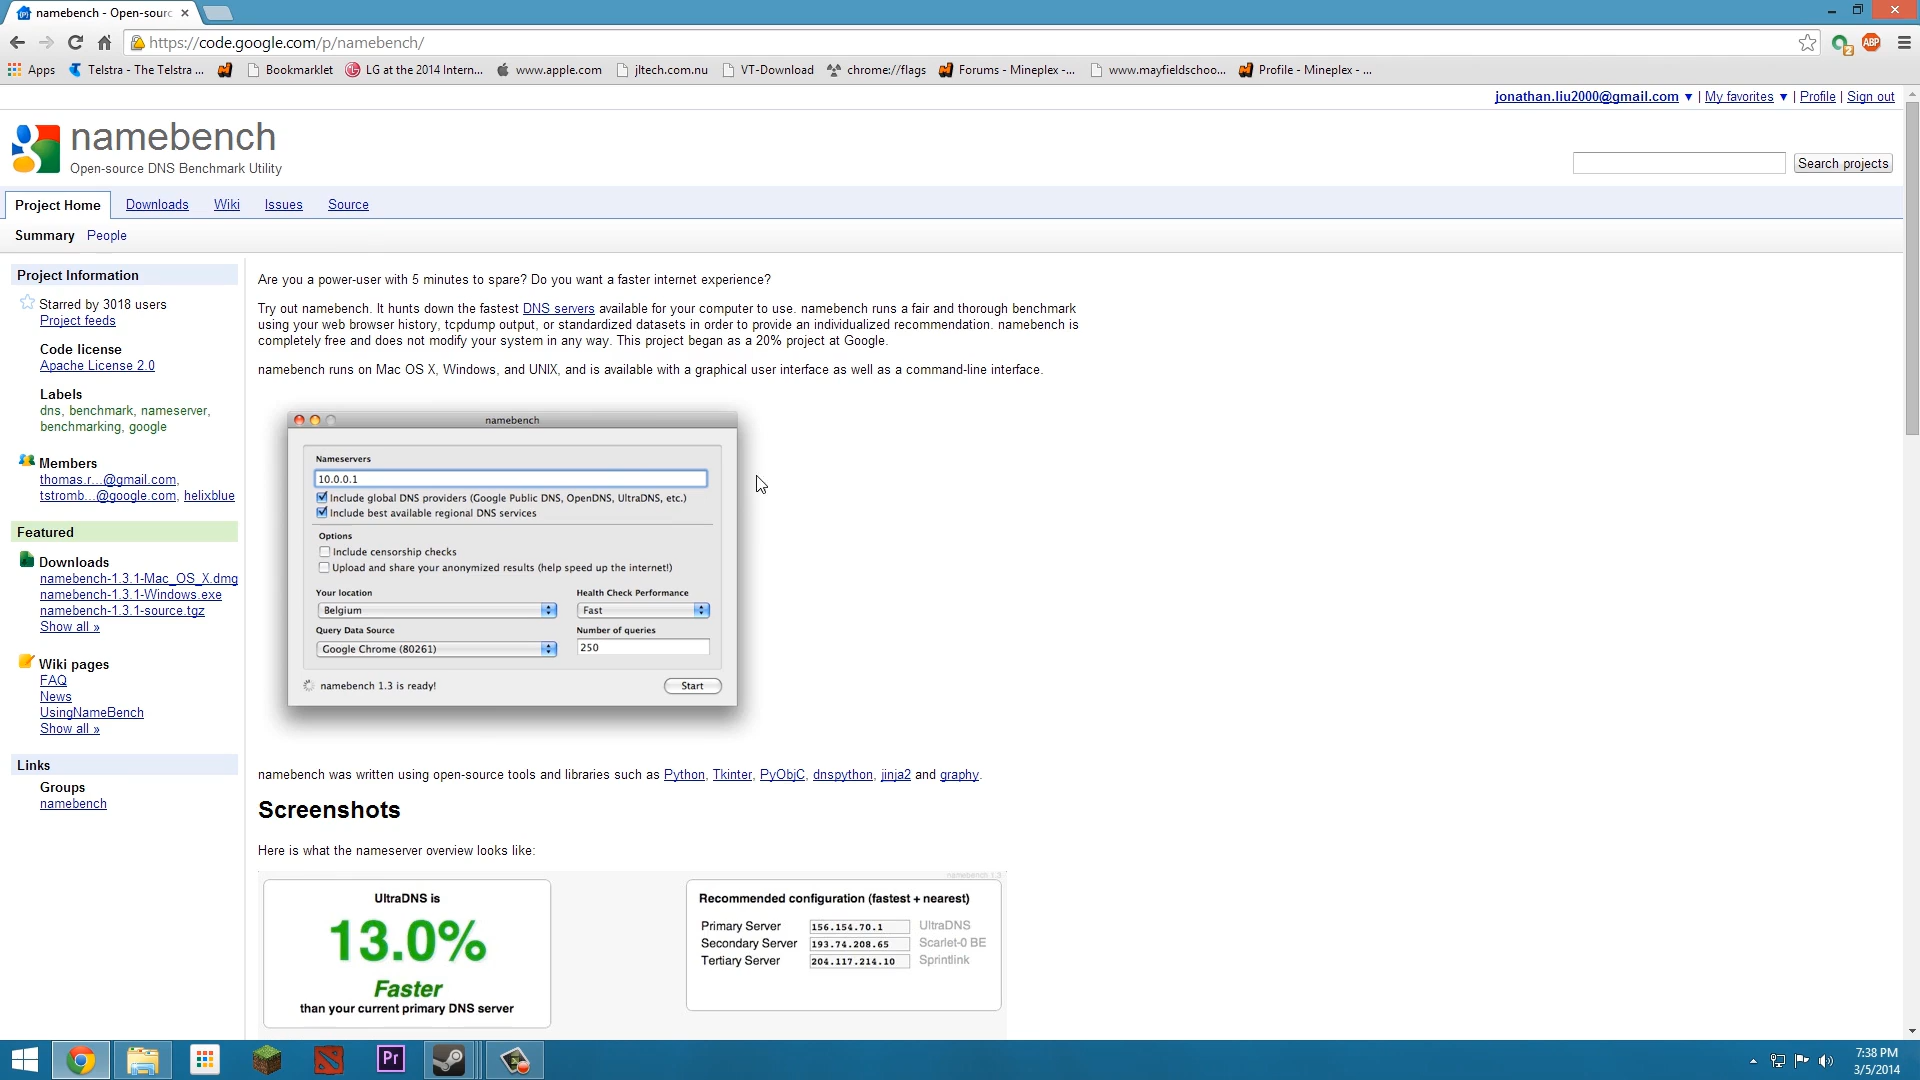 namebench - Open-sourc
https://code.google.com/p/namebench/
2
ABP
Apps
Telstra - The Telstra ...
Bookmarklet
LG at the 2014 Intern...
www.apple.com
jltech.com.nu
VT-Download
chrome://flags
Forums - Mineplex -...
www.mayfieldschoo...
Profile - Mineplex - ...
jonathan.liu2000@gmail.com ▼ | My favorites ▼ | Profile | Sign out
namebench
Open-source DNS Benchmark Utility
Search projects
Project Home
Downloads
Wiki
Issues
Source
Summary
People
Project Information
Starred by 3018 users
Project feeds
Code license
Apache License 2.0
Labels
dns, benchmark, nameserver,
benchmarking, google
Members
thomas.r...@gmail.com,
tstromb...@google.com, helixblue
Featured
Downloads
namebench-1.3.1-Mac_OS_X.dmg
namebench-1.3.1-Windows.exe
namebench-1.3.1-source.tgz
Show all »
Wiki pages
FAQ
News
UsingNameBench
Show all »
Links
Groups
namebench
Are you a power-user with 5 minutes to spare? Do you want a faster internet experience?
Try out namebench. It hunts down the fastest DNS servers available for your computer to use. namebench runs a fair and thorough benchmark
using your web browser history, tcpdump output, or standardized datasets in order to provide an individualized recommendation. namebench is
completely free and does not modify your system in any way. This project began as a 20% project at Google.
namebench runs on Mac OS X, Windows, and UNIX, and is available with a graphical user interface as well as a command-line interface.
namebench
Nameservers
10.0.0.1
Include global DNS providers (Google Public DNS, OpenDNS, UltraDNS, etc.)
Include best available regional DNS services
Options
Include censorship checks
Upload and share your anonymized results (help speed up the internet!)
Your location
Health Check Performance
Belgium
Fast
Query Data Source
Number of queries
Google Chrome (80261)
250
namebench 1.3 is ready!
Start
namebench was written using open-source tools and libraries such as Python, Tkinter, PyObjC, dnspython, jinja2 and graphy.
Screenshots
Here is what the nameserver overview looks like:
namebench 1.3
UltraDNS is
13.0%
Faster
than your current primary DNS server
Recommended configuration (fastest + nearest)
Primary Server 156.154.70.1 UltraDNS
Secondary Server 193.74.208.65 Scarlet-0 BE
Tertiary Server 204.117.214.10 Sprintlink
Pr
7:38 PM
3/5/2014